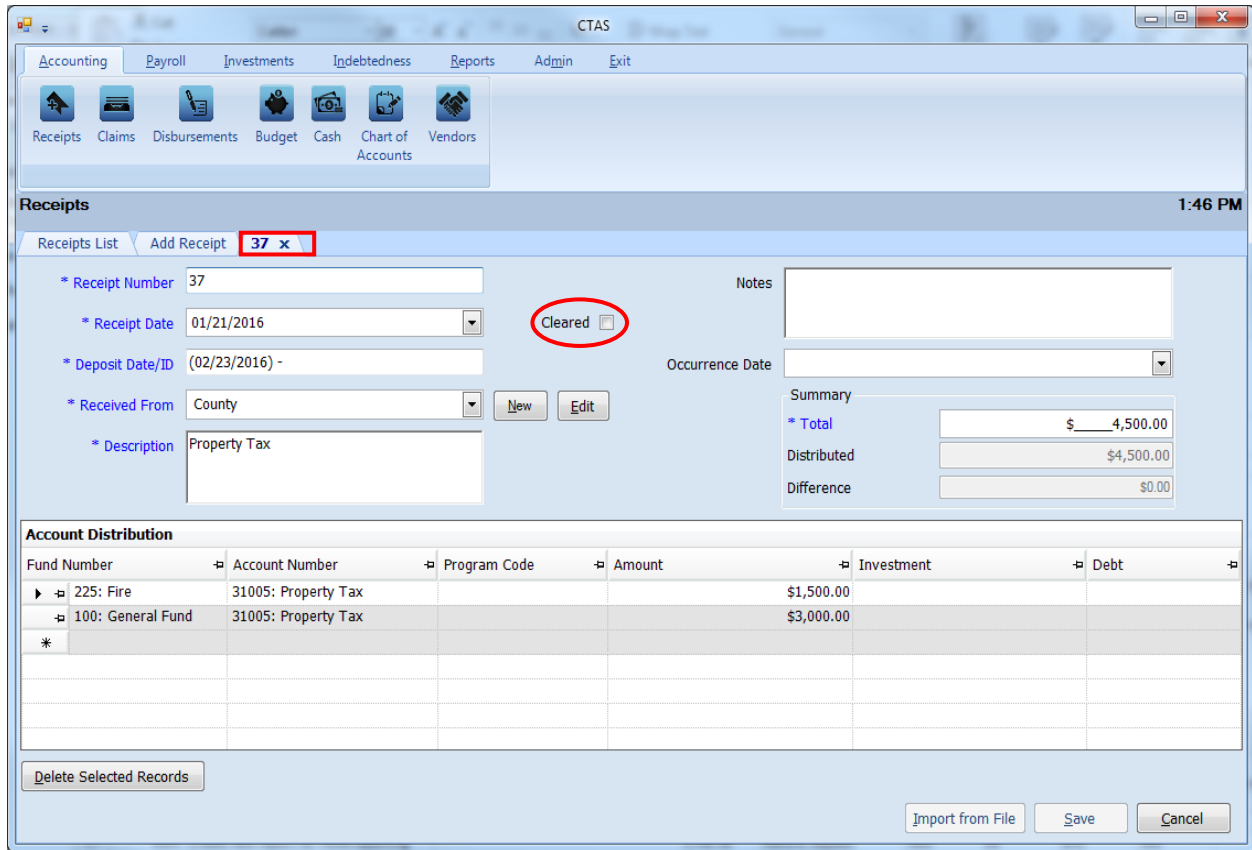 CTAS
Accounting Payroll Investments Indebtedness Reports Admin Exit
Receipts Claims Disbursements Budget Cash Chart of Accounts Vendors
Receipts 1:46 PM
Receipts List Add Receipt 37 x
* Receipt Number 37 Notes
* Receipt Date 01/21/2016 Cleared
* Deposit Date/ID (02/23/2016) - Occurrence Date
* Received From County New Edit Summary
* Total $_____4,500.00
* Description Property Tax
Distributed $4,500.00
Difference $0.00
Account Distribution
Fund Number Account Number Program Code Amount Investment Debt
225: Fire 31005: Property Tax $1,500.00
100: General Fund 31005: Property Tax $3,000.00
*
Delete Selected Records
Import from File Save Cancel